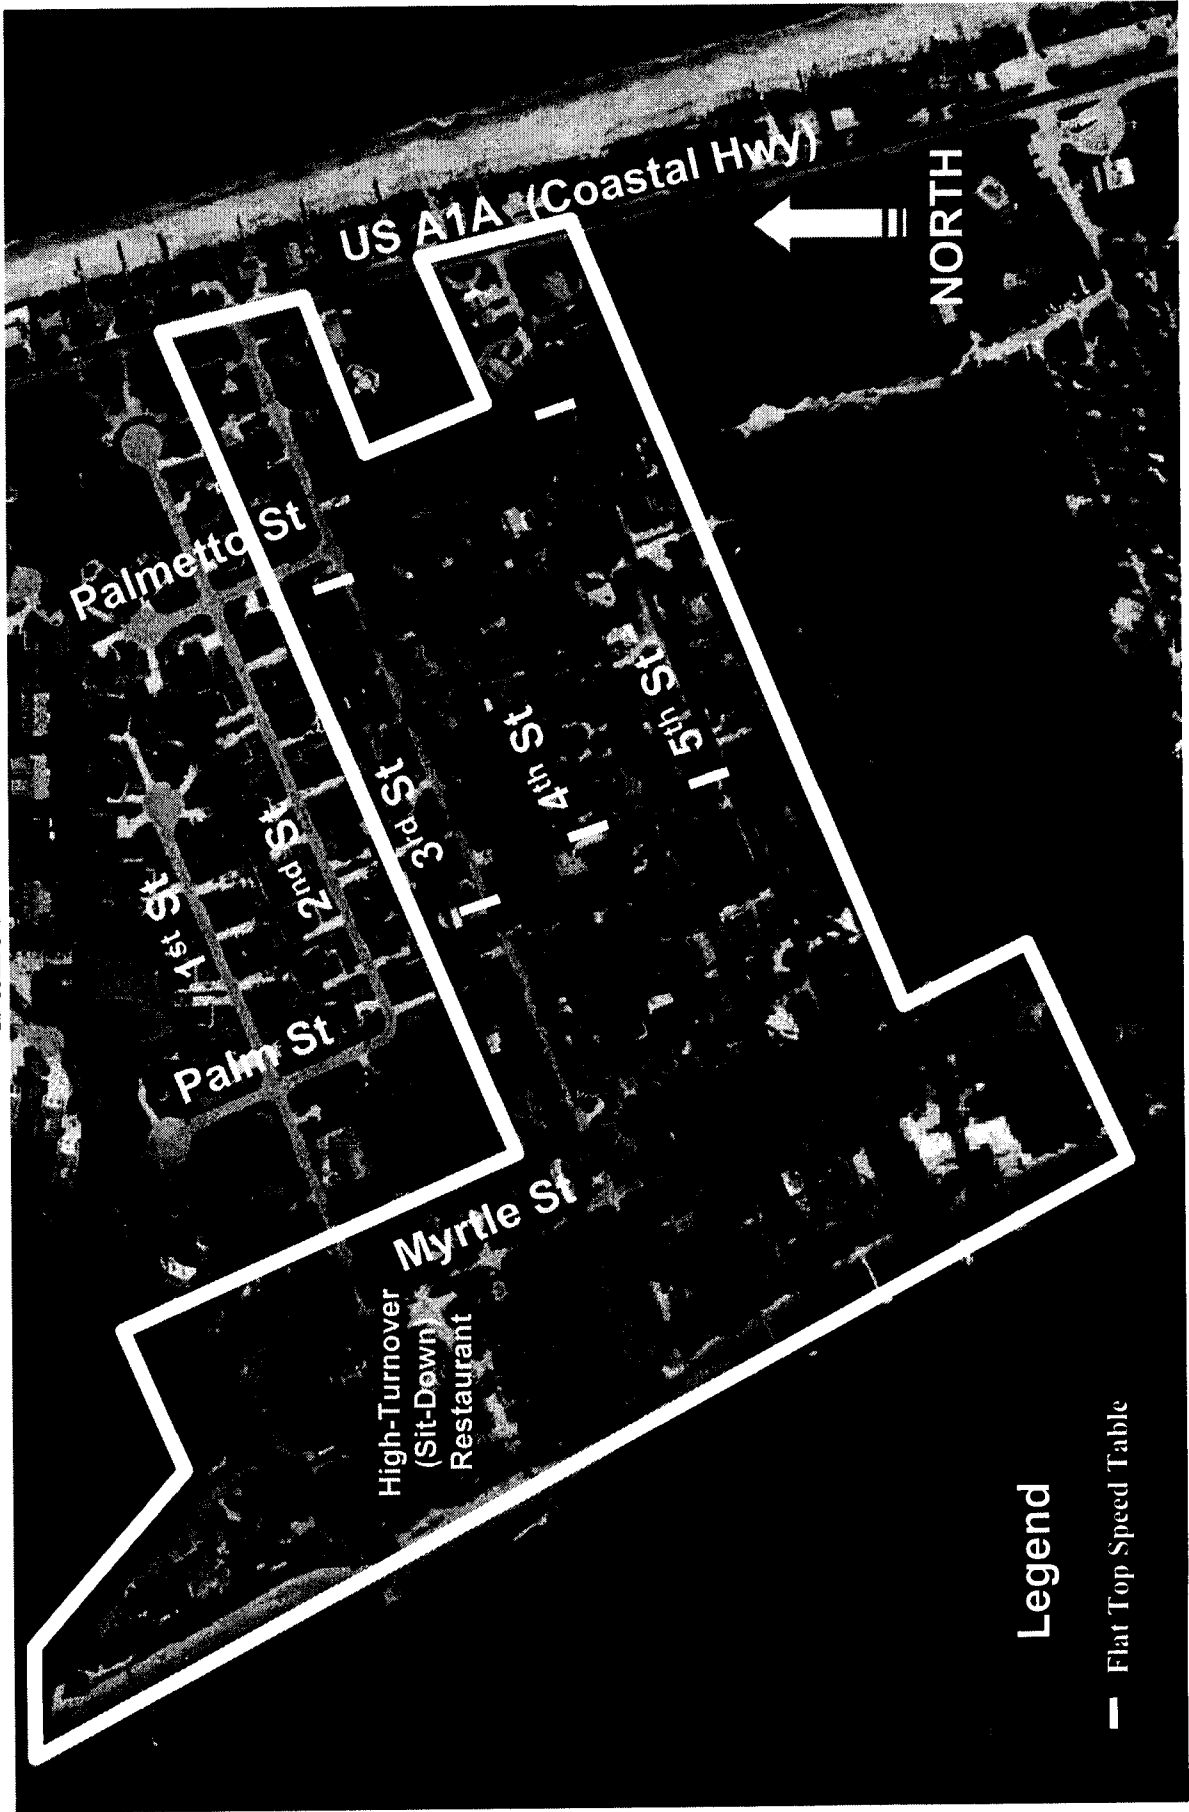 US A1A (Coastal Hwy)
NORTH
Palmetto St
1st St
2nd St
3rd St
4th St
5th St
Palm St
Myrtle St
High-Turnover
(Sit-Down)
Restaurant
Legend
Flat Top Speed Table